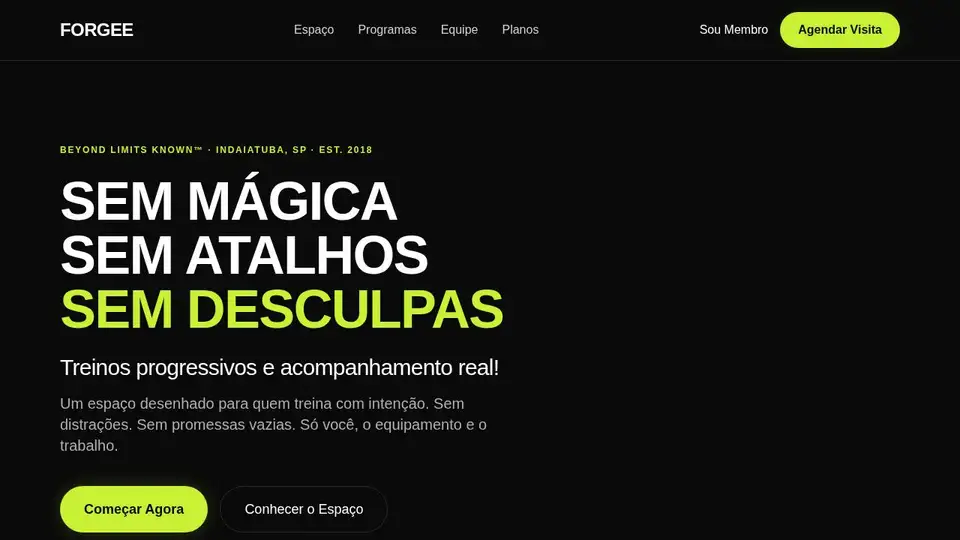 FORGEE
Espaço
Programas
Equipe
Planos
Sou Membro
Agendar Visita
BEYOND LIMITS KNOWN™ · INDAIATUBA, SP · EST. 2018
SEM MÁGICA
SEM ATALHOS
SEM DESCULPAS
Treinos progressivos e acompanhamento real!
Um espaço desenhado para quem treina com intenção. Sem
distrações. Sem promessas vazias. Só você, o equipamento e o
trabalho.
Começar Agora
Conhecer o Espaço